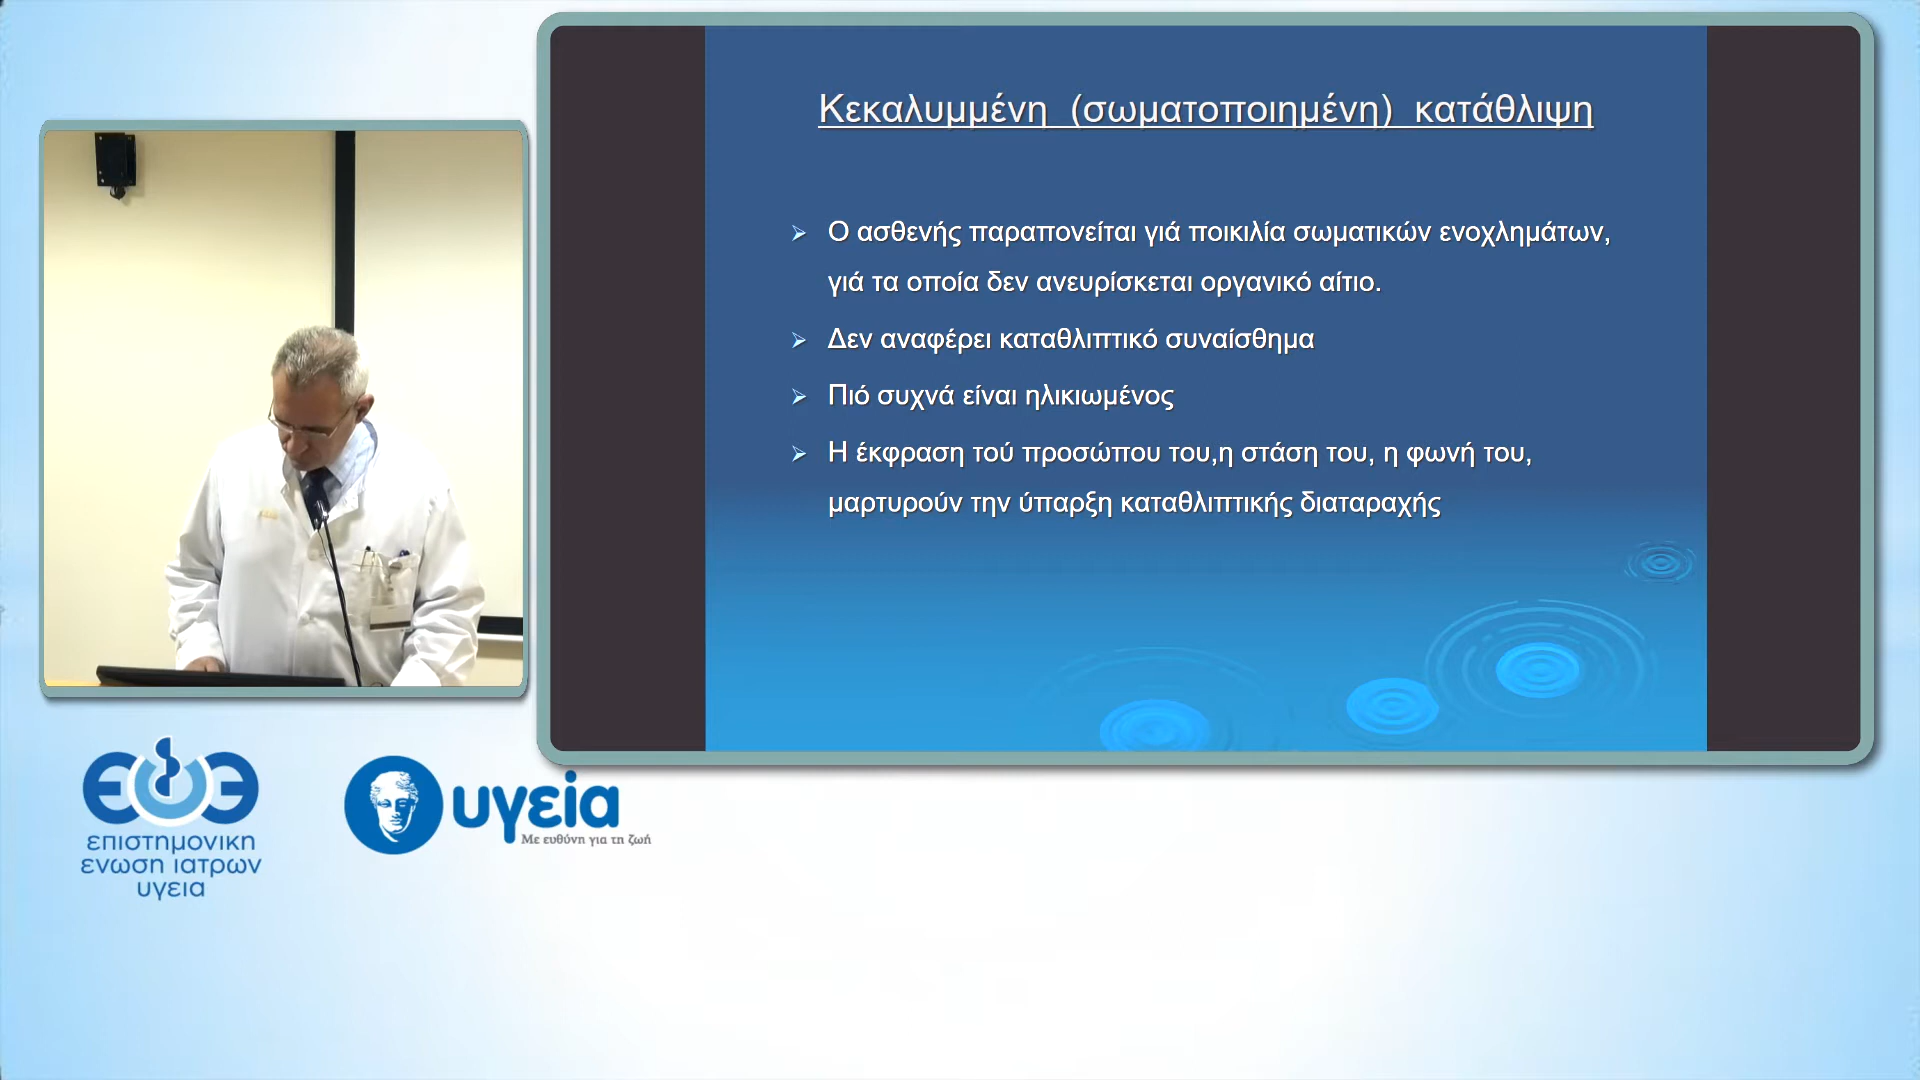 Κεκαλυμμένη (σωματοποιημένη) κατάθλιψη
Ο ασθενής παραπονείται γιά ποικιλία σωματικών ενοχλημάτων,
γιά τα οποία δεν ανευρίσκεται οργανικό αίτιο.
Δεν αναφέρει καταθλιπτικό συναίσθημα
Πιό συχνά είναι ηλικιωμένος
Η έκφραση τού προσώπου του,η στάση του, η φωνή του,
μαρτυρούν την ύπαρξη καταθλιπτικής διαταραχής
επιστημονικη
ενωση ιατρων
υγεια
υγεία
Με ευθύνη για τη ζωή